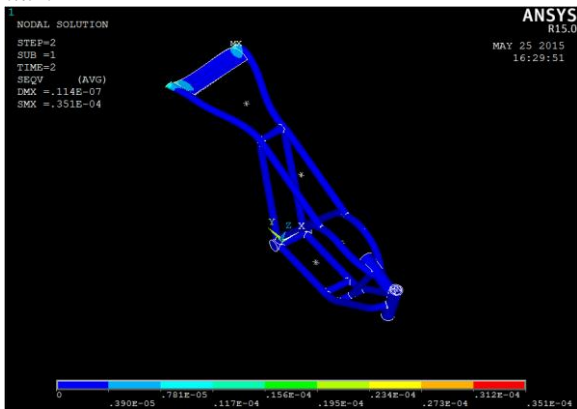 1
NODAL SOLUTION
STEP=2
SUB =1
TIME=2
SEQV (AVG)
DMX =.114E-07
SMX =.351E-04
ANSYS
R15.0
MAY 25 2015
16:29:51
MX
Y
Z
X
0
.390E-05
.781E-05
.117E-04
.156E-04
.195E-04
.234E-04
.273E-04
.312E-04
.351E-04